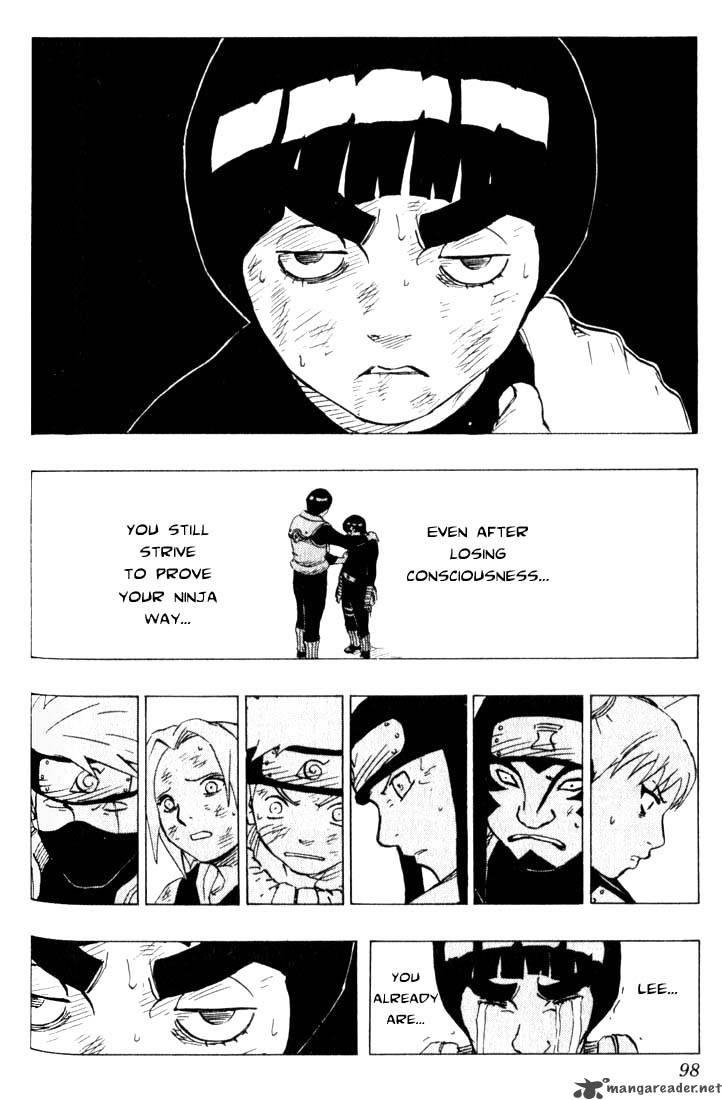 EVEN AFTER
LOSING
CONSCIOUSNESS...
YOU STILL
STRIVE
TO PROVE
YOUR NINJA
WAY...
LEE...
YOU
ALREADY
ARE...
98
mangareader.net